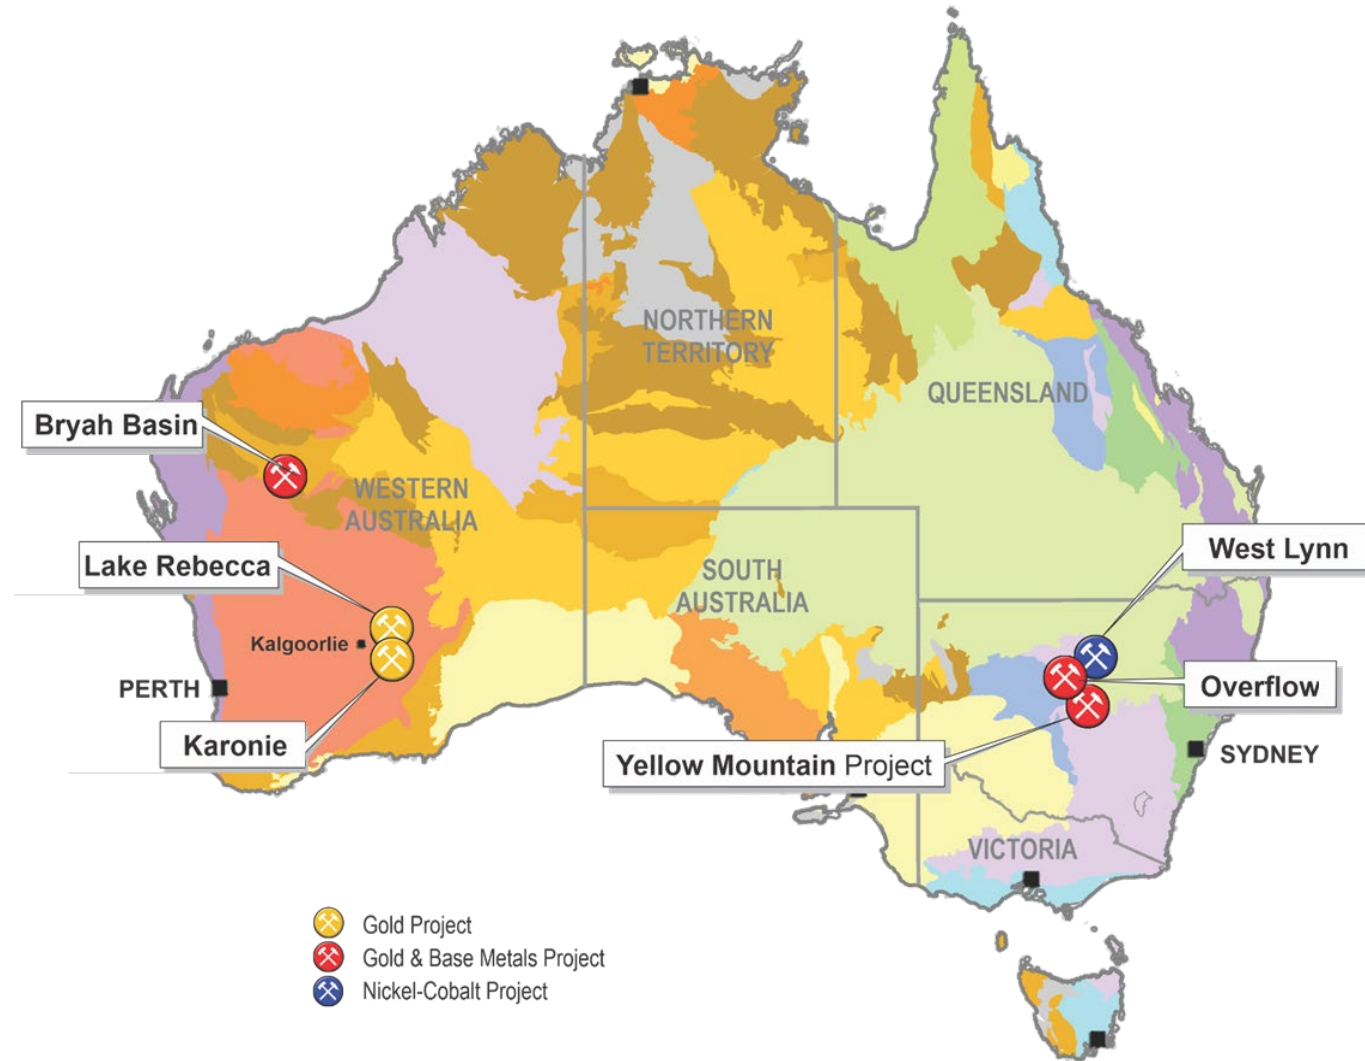 NORTHERN
TERRITORY
QUEENSLAND
Bryah Basin
WESTERN
AUSTRALIA
West Lynn
Lake Rebecca
SOUTH
AUSTRALIA
Kalgoorlie
PERTH
Overflow
Karonie
Yellow Mountain Project
SYDNEY
VICTORIA
Gold Project
Gold & Base Metals Project
Nickel-Cobalt Project